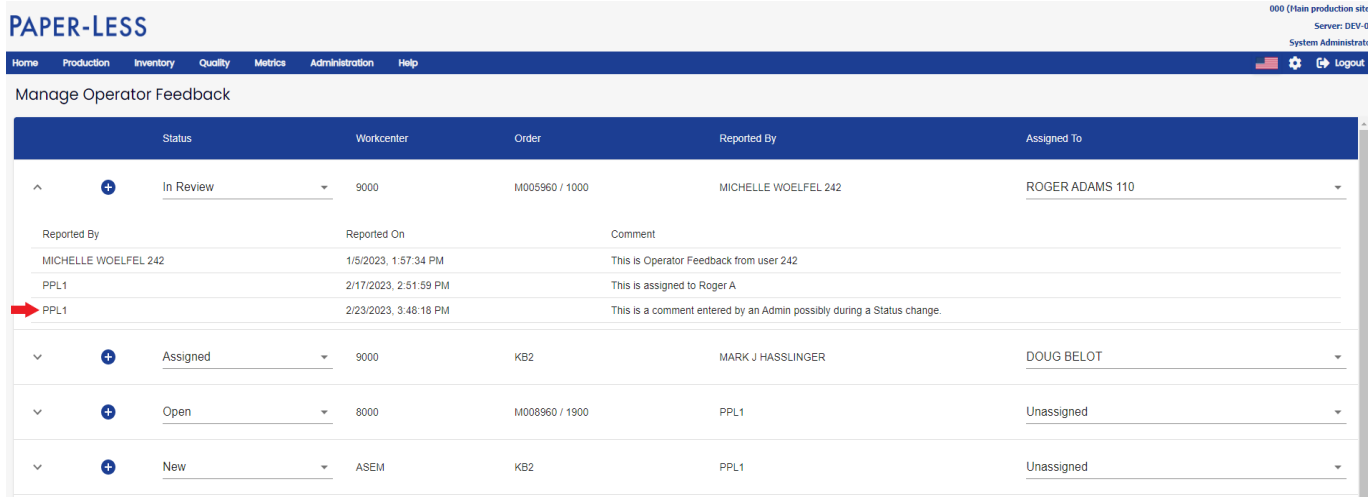 000 (Main production site
PAPER-LESS
Server: DEV-0
System Administrato
Home Production Inventory Quality Metrics Administration Help Logout
Manage Operator Feedback
Status Workcenter Order Reported By Assigned To
In Review 9000 M005960 / 1000 MICHELLE WOELFEL 242 ROGER ADAMS 110
Reported By Reported On Comment
MICHELLE WOELFEL 242 1/5/2023, 1:57:34 PM This is Operator Feedback from user 242
PPL1 2/17/2023, 2:51:59 PM This is assigned to Roger A
PPL1 2/23/2023, 3:48:18 PM This is a comment entered by an Admin possibly during a Status change.
Assigned 9000 KB2 MARK J HASSLINGER DOUG BELOT
Open 8000 M008960 / 1900 PPL1 Unassigned
New ASEM KB2 PPL1 Unassigned